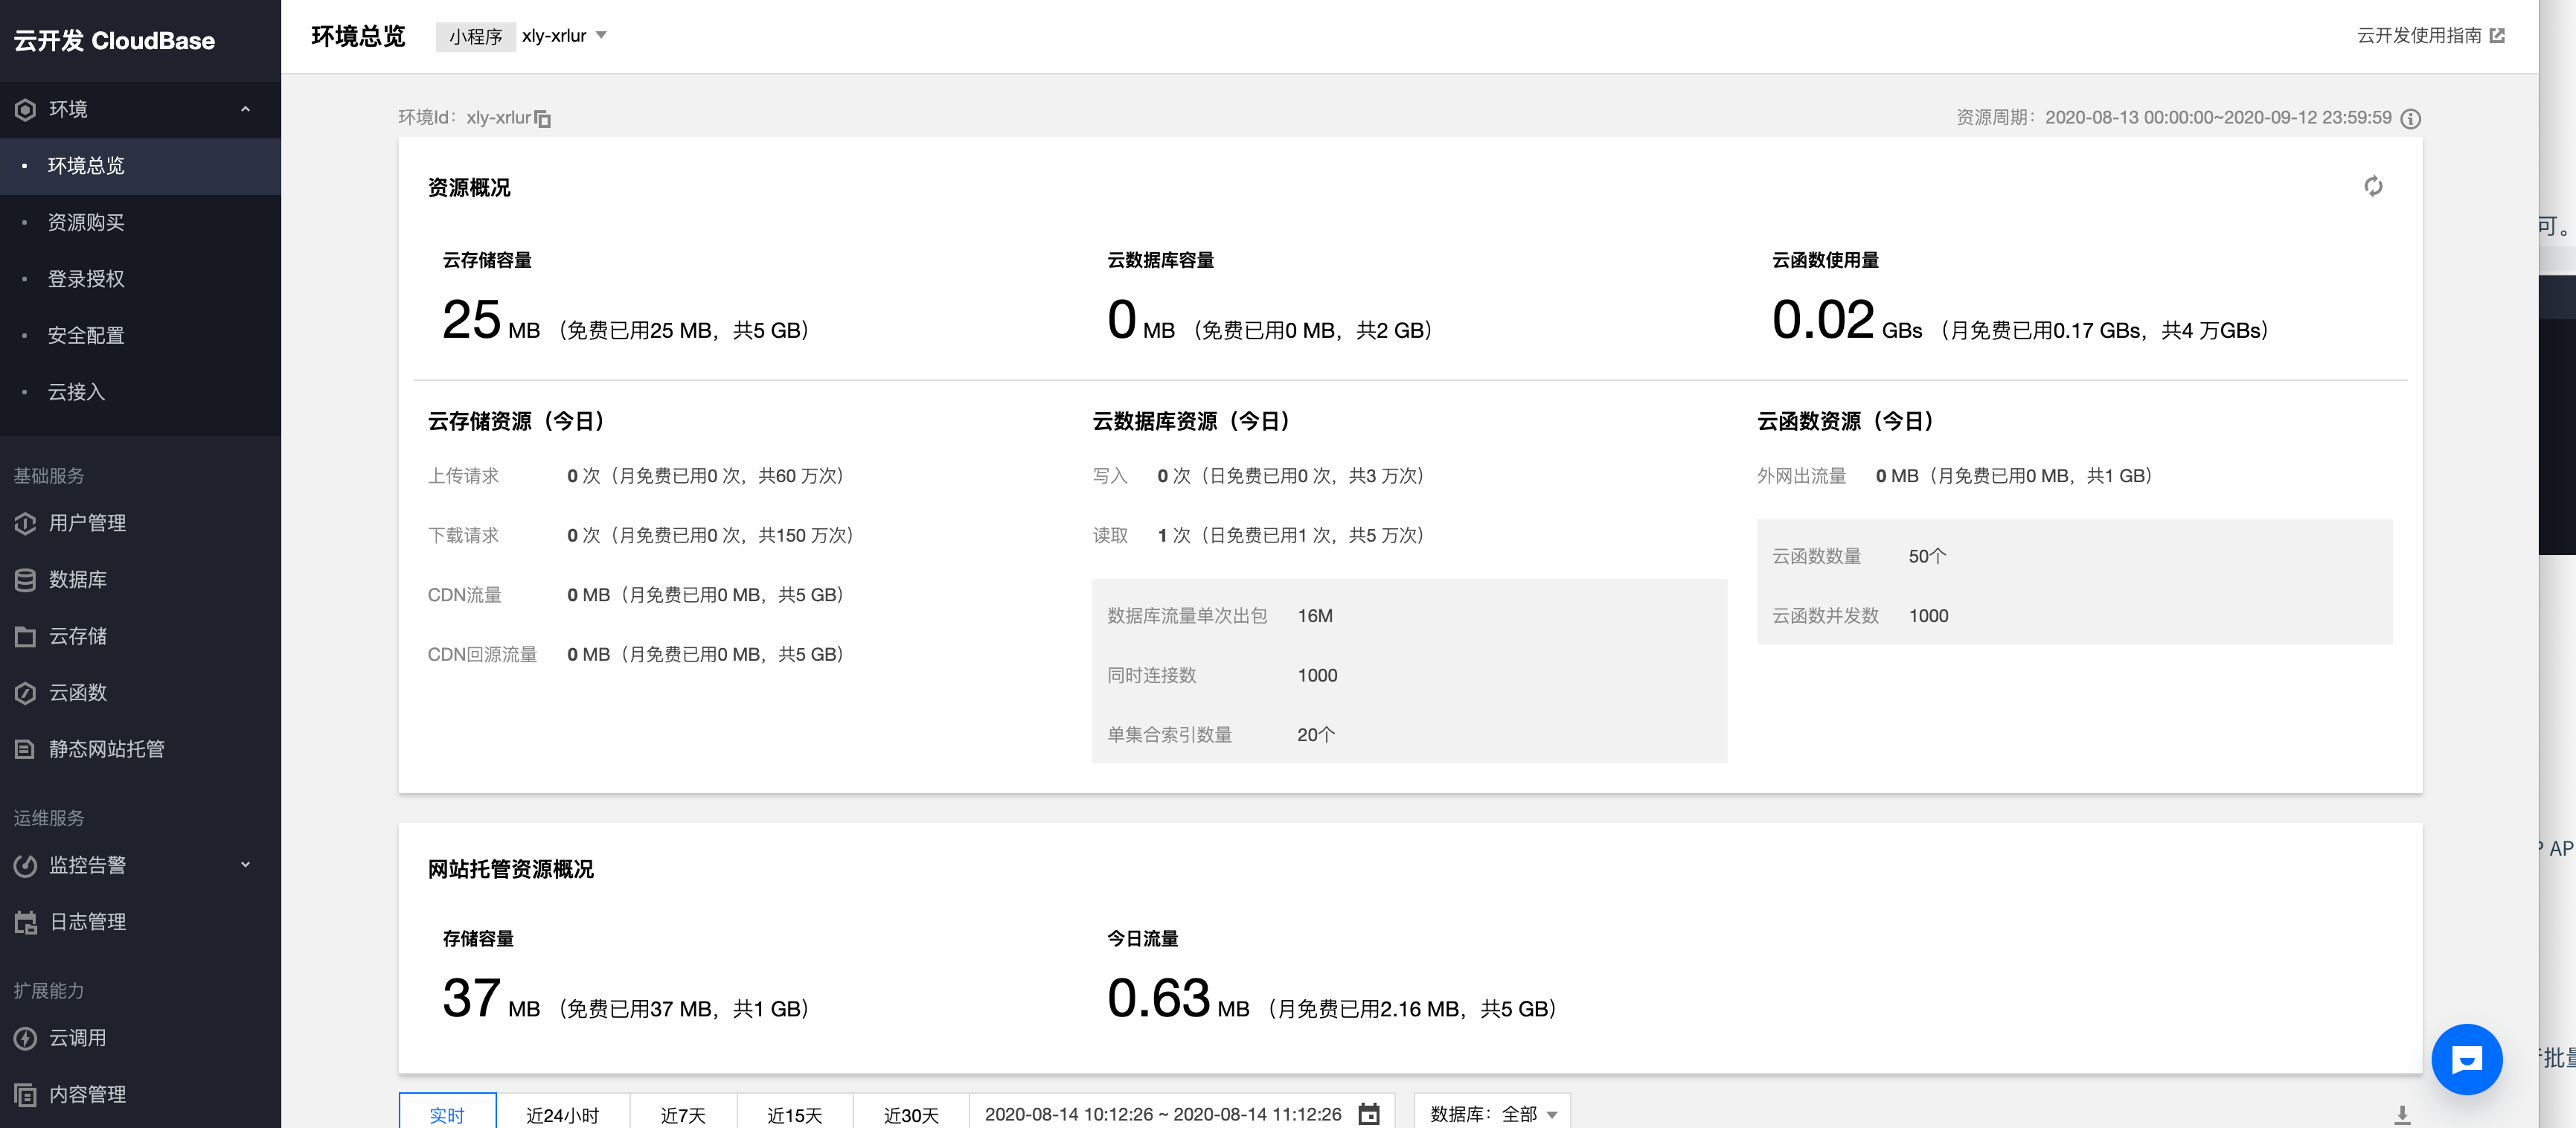 云开发 CloudBase
环境
环境总览
资源购买
登录授权
安全配置
云接入
基础服务
用户管理
数据库
云存储
云函数
静态网站托管
运维服务
监控告警
日志管理
扩展能力
云调用
内容管理
环境总览 小程序 xly-xrlur
云开发使用指南
环境Id: xly-xrlur
资源周期: 2020-08-13 00:00:00~2020-09-12 23:59:59
资源概况
云存储容量
25 MB （免费已用25 MB，共5 GB）
云数据库容量
0 MB （免费已用0 MB，共2 GB）
云函数使用量
0.02 GBs （月免费已用0.17 GBs，共4 万GBs）
云存储资源（今日）
上传请求 0 次（月免费已用0 次，共60 万次）
下载请求 0 次（月免费已用0 次，共150 万次）
CDN流量 0 MB（月免费已用0 MB，共5 GB）
CDN回源流量 0 MB（月免费已用0 MB，共5 GB）
云数据库资源（今日）
写入 0 次（日免费已用0 次，共3 万次）
读取 1 次（日免费已用1 次，共5 万次）
数据库流量单次出包 16M
同时连接数 1000
单集合索引数量 20个
云函数资源（今日）
外网出流量 0 MB（月免费已用0 MB，共1 GB）
云函数数量 50个
云函数并发数 1000
网站托管资源概况
存储容量
37 MB （免费已用37 MB，共1 GB）
今日流量
0.63 MB （月免费已用2.16 MB，共5 GB）
实时 近24小时 近7天 近15天 近30天 2020-08-14 10:12:26 ~ 2020-08-14 11:12:26 数据库: 全部
可。
AP
批量